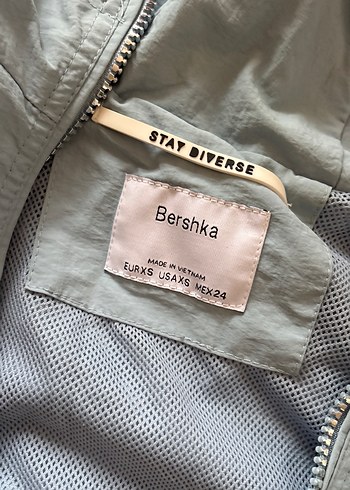 STAY DIVERSE
Bershka
MADE IN VIETNAM
EURXS USAXS MEX24